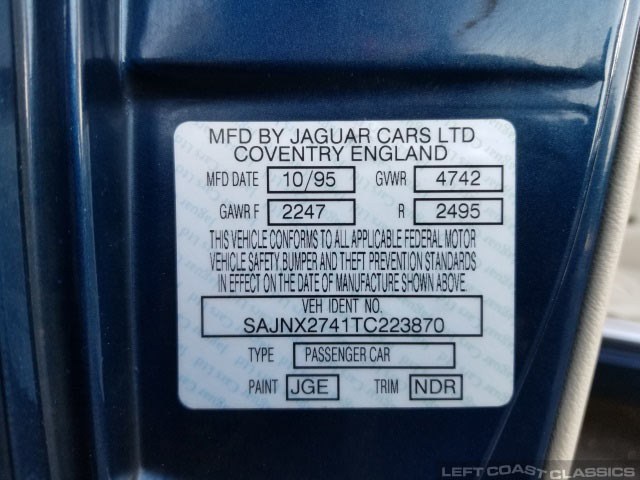 MFD BY JAGUAR CARS LTD
COVENTRY ENGLAND
MFD DATE 10/95 GVWR 4742
GAWR F 2247 R 2495
THIS VEHICLE CONFORMS TO ALL APPLICABLE FEDERAL MOTOR
VEHICLE SAFETY BUMPER AND THEFT PREVENTION STANDARDS
IN EFFECT ON THE DATE OF MANUFACTURE SHOWN ABOVE.
VEH IDENT NO.
SAJNX2741TC223870
TYPE PASSENGER CAR
PAINT JGE TRIM NDR
LEFT COAST CLASSICS